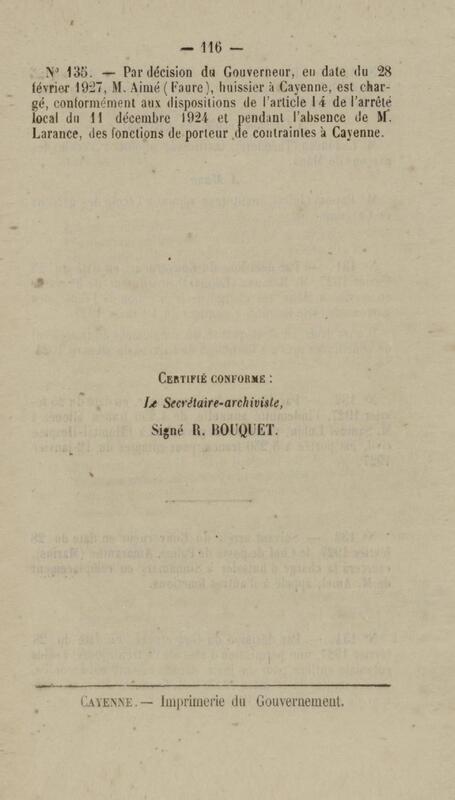 — 116 —
N° 135. — Par décision du Gouverneur, en date du 28
février 1927, M. Aimé (Faure), huissier à Cayenne, est char-
gé, conformément aux dispositions de l'article 14 de l'arrêté
local du 11 décembre 1924 et pendant l'absence de M.
Larance, des fonctions de porteur de contraintes à Cayenne.
CERTIFIÉ CONFORME :
Le Secrétaire-archiviste,
Signé R. BOUQUET.
CAYENNE. — Imprimerie du Gouvernement.